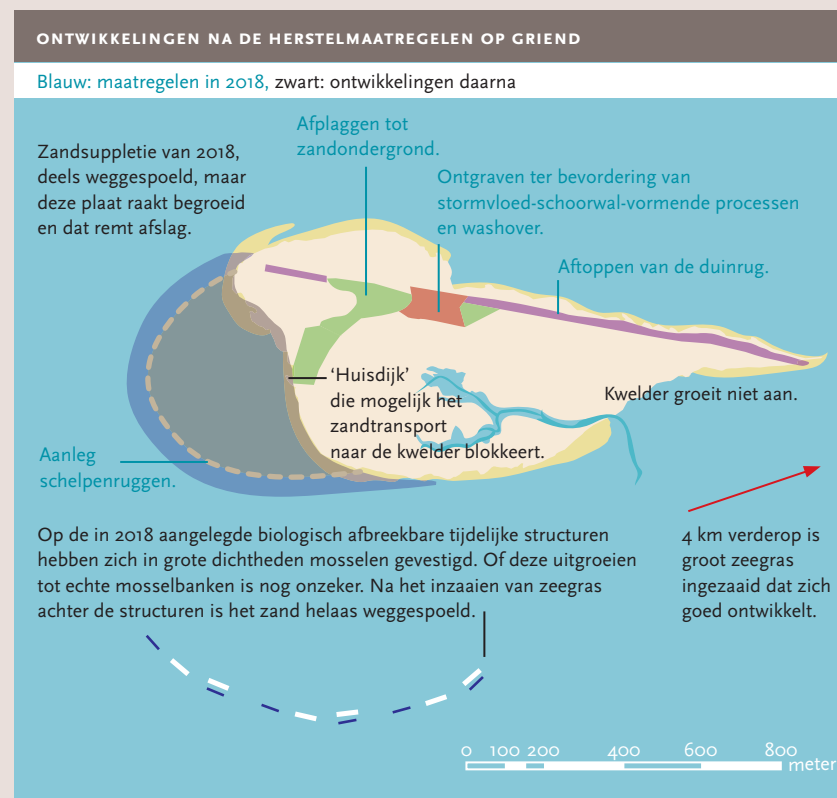 ONTWIKKELINGEN NA DE HERSTELMAATREGELEN OP GRIEND
Blauw: maatregelen in 2018, zwart: ontwikkelingen daarna
Zandsuppletie van 2018,
deels weggespoeld, maar
deze plaat raakt begroeid
en dat remt afslag.
Afplaggen tot
zandondergrond.
Ontgraven ter bevordering van
stormvloed-schoorwal-vormende processen
en washover.
Aftoppen van de duinrug.
'Huisdijk'
die mogelijk het
zandtransport
naar de kwelder blokkeert.
Kwelder groeit niet aan.
Aanleg
schelpenruggen.
Op de in 2018 aangelegde biologisch afbreekbare tijdelijke structuren
hebben zich in grote dichtheden mosselen gevestigd. Of deze uitgroeien
tot echte mosselbanken is nog onzeker. Na het inzaaien van zeegras
achter de structuren is het zand helaas weggespoeld.
4 km verderop is
groot zeegras
ingezaaid dat zich
goed ontwikkelt.
0 100 200 400 600 800
meter